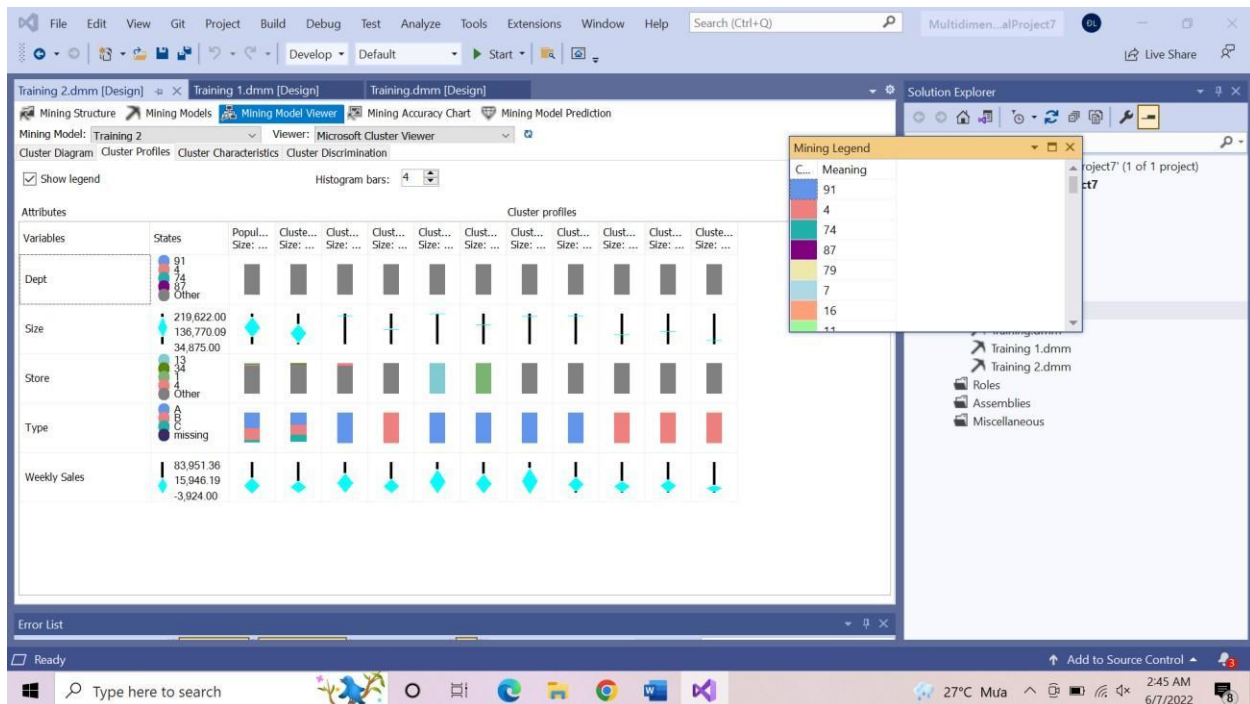 File Edit View Git Project Build Debug Test Analyze Tools Extensions Window Help Search (Ctrl+Q) Multidimen...alProject7 ĐL
Develop Default Start Live Share
Training 2.dmm [Design] Training 1.dmm [Design] Training.dmm [Design]
Mining Structure Mining Models Mining Model Viewer Mining Accuracy Chart Mining Model Prediction
Mining Model: Training 2 Viewer: Microsoft Cluster Viewer
Cluster Diagram Cluster Profiles Cluster Characteristics Cluster Discrimination
Show legend Histogram bars: 4
Attributes Cluster profiles
Variables States Popul... Size: ... Cluste... Size: ... Clust... Size: ... Clust... Size: ... Clust... Size: ... Clust... Size: ... Clust... Size: ... Clust... Size: ... Clust... Size: ... Clust... Size: ... Cluste... Size: ...
Dept
91
4
74
87
Other
Size
219,622.00
136,770.09
34,875.00
Store
13
34
1
4
Other
Type
A
B
C
missing
Weekly Sales
83,951.36
15,946.19
-3,924.00
Mining Legend
C... Meaning
91
4
74
87
79
7
16
11
Solution Explorer
roject7' (1 of 1 project)
ct7
Training.dmm
Training 1.dmm
Training 2.dmm
Roles
Assemblies
Miscellaneous
Error List
Ready Add to Source Control 3
Type here to search 27°C Mưa 2:45 AM
6/7/2022 8